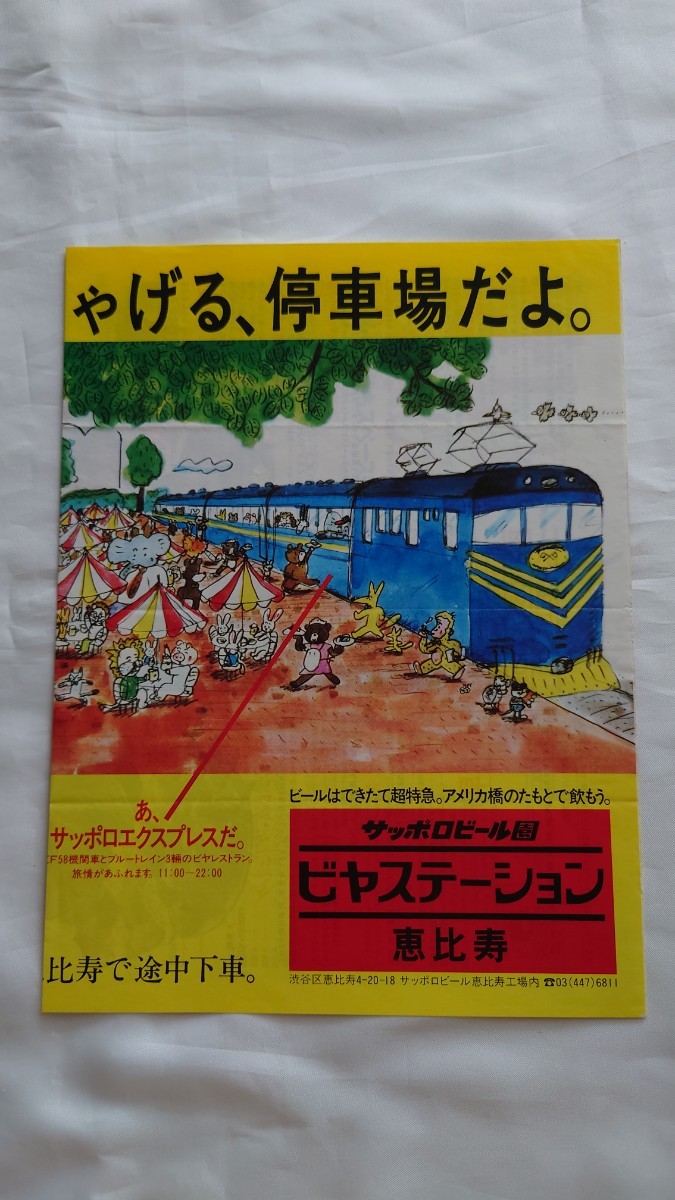 ゃげる、停車場だよ。
あ、
サッポロエクスプレスだ。
EF58機関車とブルートレイン3輛のビヤレストラン。
旅情があふれます。11:00~22:00
比寿で途中下車。
ビールはできたて超特急。アメリカ橋のたもとで飲もう。
サッポロビール園
ビヤステーション
恵比寿
渋谷区恵比寿4-20-18 サッポロビール恵比寿工場内 ☎03(447)6811